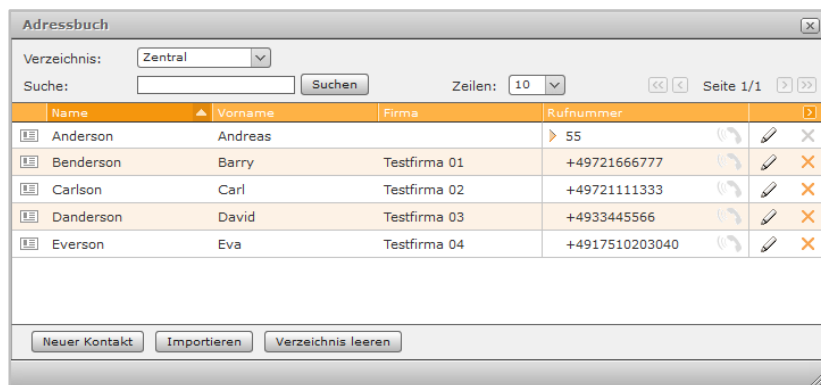 Adressbuch
Verzeichnis: Zentral
Suche: Suchen Zeilen: 10 Seite 1/1
Name Vorname Firma Rufnummer
Anderson Andreas 55
Benderson Barry Testfirma 01 +49721666777
Carlson Carl Testfirma 02 +49721111333
Danderson David Testfirma 03 +4933445566
Everson Eva Testfirma 04 +4917510203040
Neuer Kontakt Importieren Verzeichnis leeren